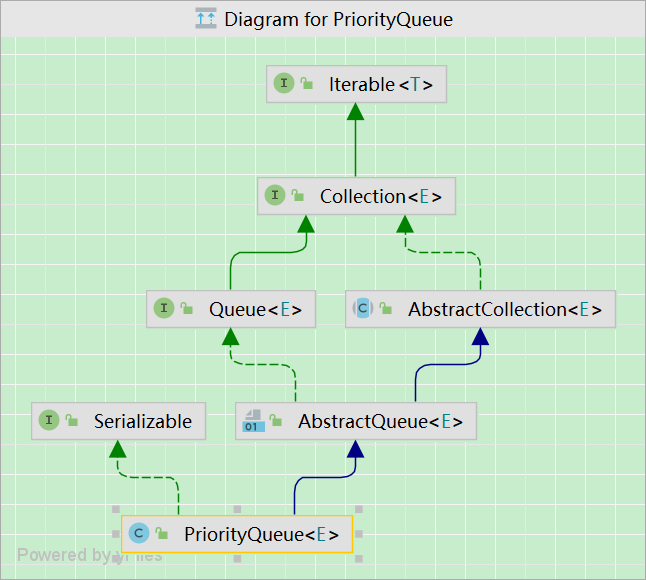 Diagram for PriorityQueue
I Iterable<T>
I Collection<E>
I Queue<E>
C AbstractCollection<E>
I Serializable
01 AbstractQueue<E>
C PriorityQueue<E>
Powered by yFiles